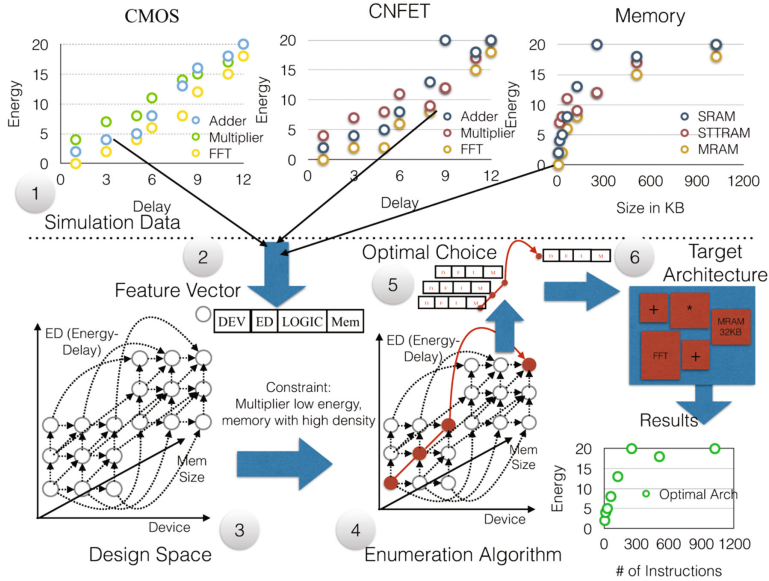 CMOS
CNFET
Memory
Energy
20
15
10
5
0
Adder
Multiplier
FFT
0
3
6
9
12
Delay
Energy
20
15
10
5
0
Adder
Multiplier
FFT
0
3
6
9
12
Delay
Energy
20
15
10
5
0
SRAM
STTRAM
MRAM
0
300
600
900
1200
Size in KB
1
Simulation Data
2
Feature Vector
DEV ED LOGIC Mem
ED (Energy-
Delay)
Mem
Size
Device
3
Design Space
Constraint:
Multiplier low energy,
memory with high density
4
Enumeration Algorithm
ED (Energy-
Delay)
Mem
Size
Device
5
Optimal Choice
D E I M
D E I M
D E I M
D E I M
6
Target
Architecture
+
*
MRAM
32KB
FFT
+
Results
Energy
20
15
10
5
0
Optimal Arch
0
300
600
900
1200
# of Instructions